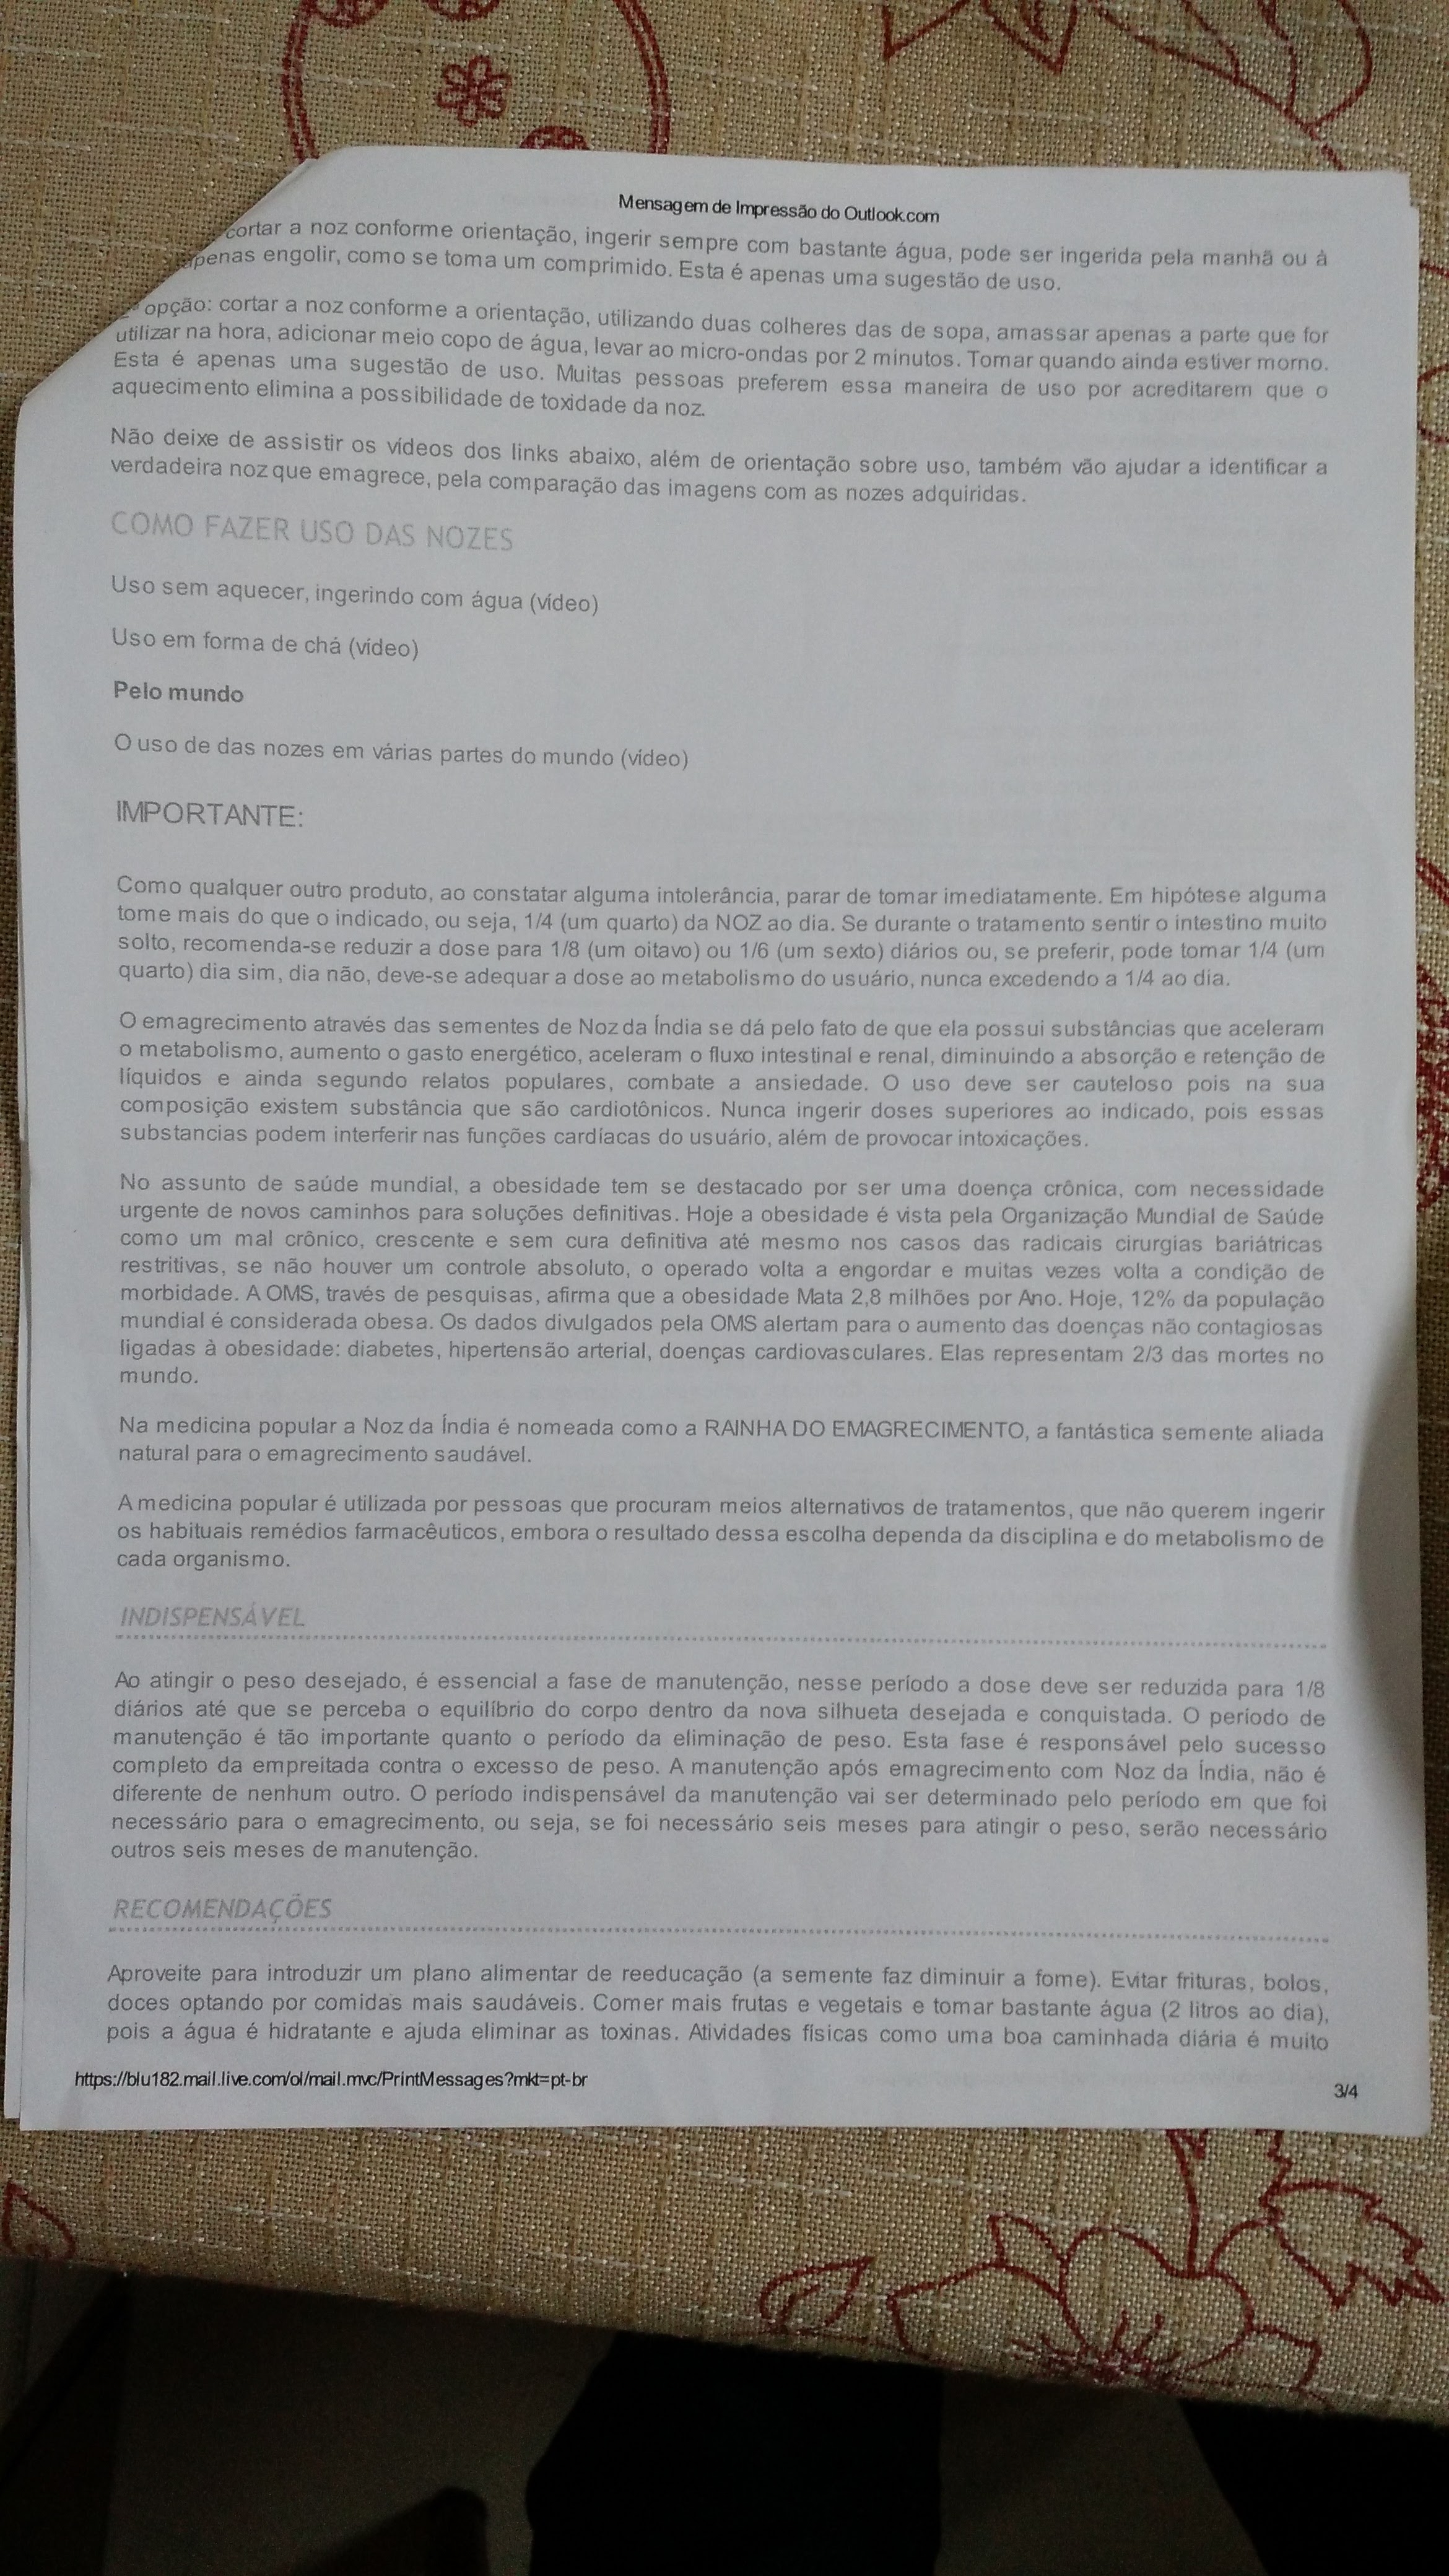 Mensagem de Impressão do Outlook.com
cortar a noz conforme orientação, ingerir sempre com bastante água, pode ser ingerida pela manhã ou à
apenas engolir, como se toma um comprimido. Esta é apenas uma sugestão de uso.
opção: cortar a noz conforme a orientação, utilizando duas colheres das de sopa, amassar apenas a parte que for
utilizar na hora, adicionar meio copo de água, levar ao micro-ondas por 2 minutos. Tomar quando ainda estiver morno.
Esta é apenas uma sugestão de uso. Muitas pessoas preferem essa maneira de uso por acreditarem que o
aquecimento elimina a possibilidade de toxidade da noz.
Não deixe de assistir os vídeos dos links abaixo, além de orientação sobre uso, também vão ajudar a identificar a
verdadeira noz que emagrece, pela comparação das imagens com as nozes adquiridas.
COMO FAZER USO DAS NOZES
Uso sem aquecer, ingerindo com água (vídeo)
Uso em forma de chá (vídeo)
Pelo mundo
O uso de das nozes em várias partes do mundo (vídeo)
IMPORTANTE:
Como qualquer outro produto, ao constatar alguma intolerância, parar de tomar imediatamente. Em hipótese alguma
tome mais do que o indicado, ou seja, 1/4 (um quarto) da NOZ ao dia. Se durante o tratamento sentir o intestino muito
solto, recomenda-se reduzir a dose para 1/8 (um oitavo) ou 1/6 (um sexto) diários ou, se preferir, pode tomar 1/4 (um
quarto) dia sim, dia não, deve-se adequar a dose ao metabolismo do usuário, nunca excedendo a 1/4 ao dia.
O emagrecimento através das sementes de Noz da Índia se dá pelo fato de que ela possui substâncias que aceleram
o metabolismo, aumento o gasto energético, aceleram o fluxo intestinal e renal, diminuindo a absorção e retenção de
líquidos e ainda segundo relatos populares, combate a ansiedade. O uso deve ser cauteloso pois na sua
composição existem substância que são cardiotônicos. Nunca ingerir doses superiores ao indicado, pois essas
substancias podem interferir nas funções cardíacas do usuário, além de provocar intoxicações.
No assunto de saúde mundial, a obesidade tem se destacado por ser uma doença crônica, com necessidade
urgente de novos caminhos para soluções definitivas. Hoje a obesidade é vista pela Organização Mundial de Saúde
como um mal crônico, crescente e sem cura definitiva até mesmo nos casos das radicais cirurgias bariátricas
restritivas, se não houver um controle absoluto, o operado volta a engordar e muitas vezes volta a condição de
morbidade. A OMS, través de pesquisas, afirma que a obesidade Mata 2,8 milhões por Ano. Hoje, 12% da população
mundial é considerada obesa. Os dados divulgados pela OMS alertam para o aumento das doenças não contagiosas
ligadas à obesidade: diabetes, hipertensão arterial, doenças cardiovasculares. Elas representam 2/3 das mortes no
mundo.
Na medicina popular a Noz da Índia é nomeada como a RAINHA DO EMAGRECIMENTO, a fantástica semente aliada
natural para o emagrecimento saudável.
A medicina popular é utilizada por pessoas que procuram meios alternativos de tratamentos, que não querem ingerir
os habituais remédios farmacêuticos, embora o resultado dessa escolha dependa da disciplina e do metabolismo de
cada organismo.
INDISPENSÁVEL
Ao atingir o peso desejado, é essencial a fase de manutenção, nesse período a dose deve ser reduzida para 1/8
diários até que se perceba o equilíbrio do corpo dentro da nova silhueta desejada e conquistada. O período de
manutenção é tão importante quanto o período da eliminação de peso. Esta fase é responsável pelo sucesso
completo da empreitada contra o excesso de peso. A manutenção após emagrecimento com Noz da Índia, não é
diferente de nenhum outro. O período indispensável da manutenção vai ser determinado pelo período em que foi
necessário para o emagrecimento, ou seja, se foi necessário seis meses para atingir o peso, serão necessário
outros seis meses de manutenção.
RECOMENDAÇÕES
Aproveite para introduzir um plano alimentar de reeducação (a semente faz diminuir a fome). Evitar frituras, bolos,
doces optando por comidas mais saudáveis. Comer mais frutas e vegetais e tomar bastante água (2 litros ao dia),
pois a água é hidratante e ajuda eliminar as toxinas. Atividades físicas como uma boa caminhada diária é muito
https://blu182.mail.live.com/ol/mail.mvc/PrintMessages?mkt=pt-br
3/4